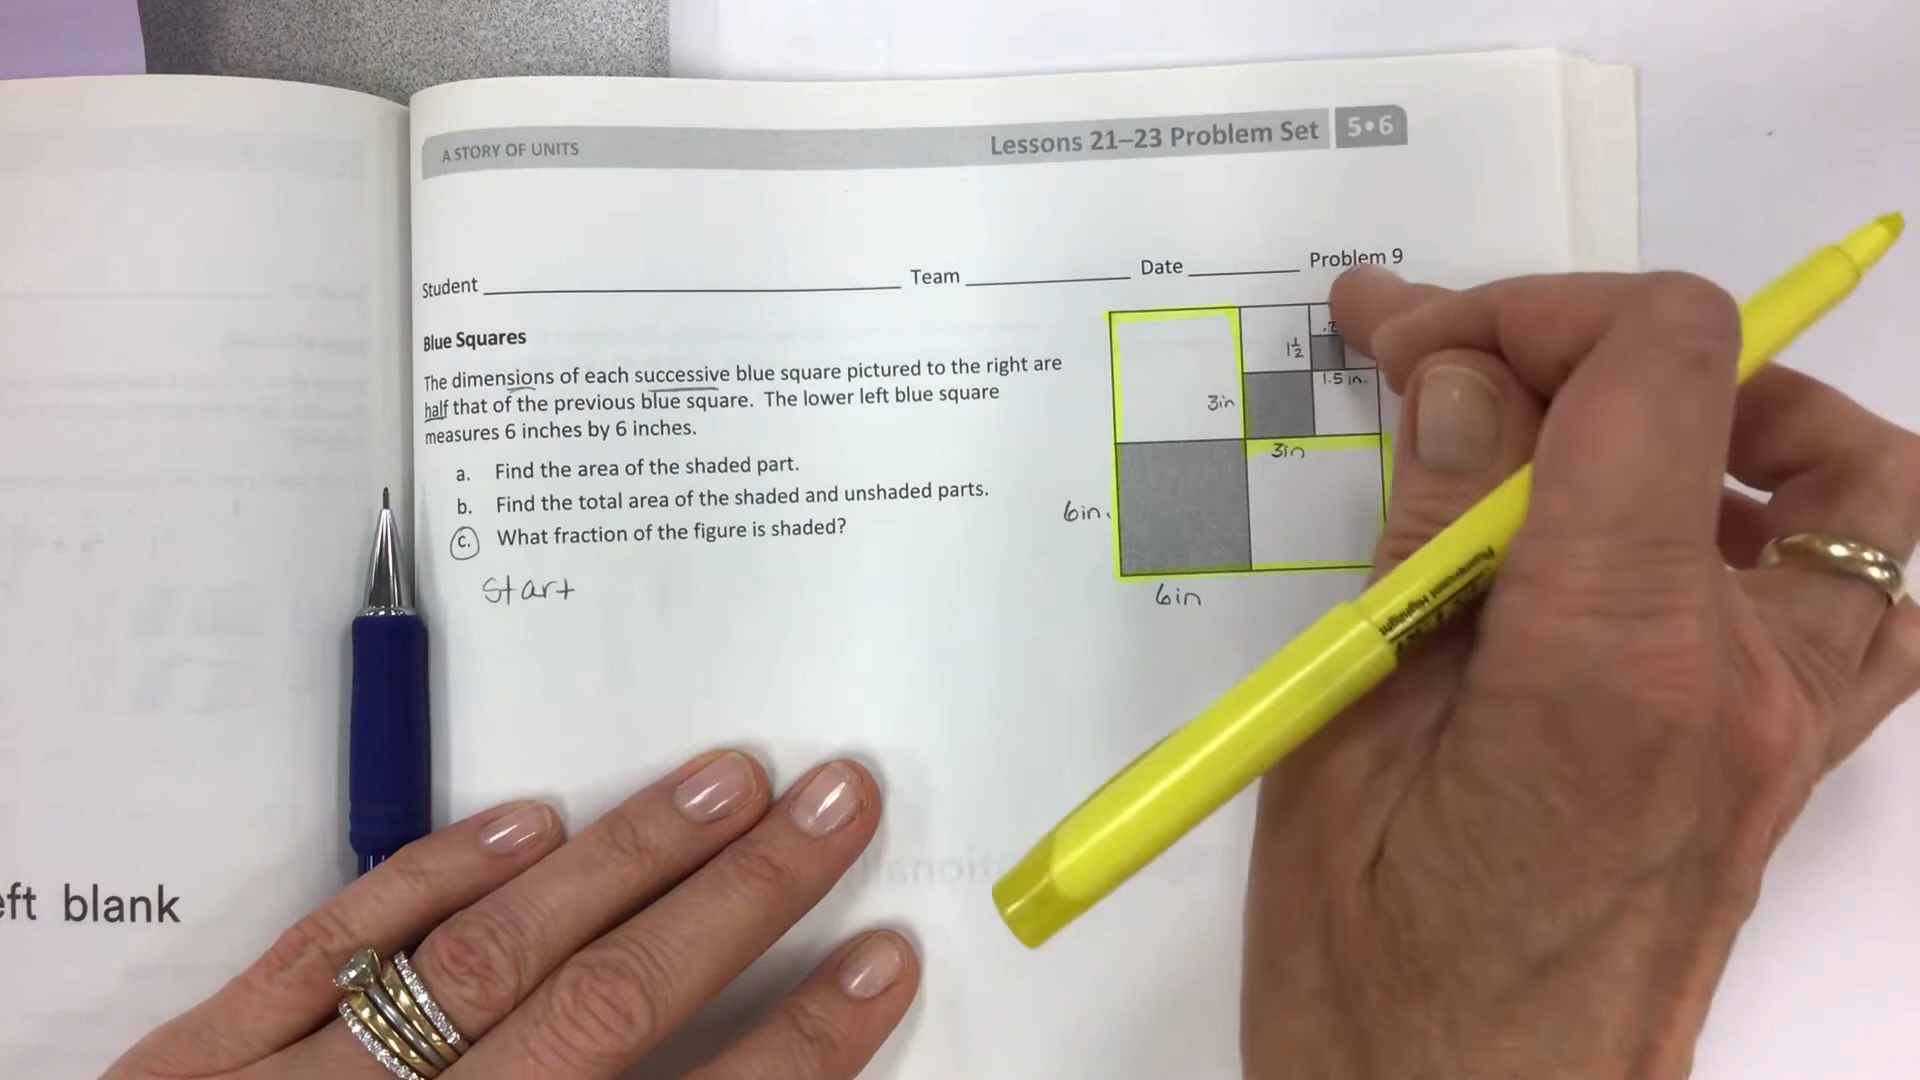 A STORY OF UNITS
Lessons 21–23 Problem Set 5•6
Student Team Date Problem 9
Blue Squares
The dimensions of each successive blue square pictured to the right are
half that of the previous blue square. The lower left blue square
measures 6 inches by 6 inches.
a. Find the area of the shaded part.
b. Find the total area of the shaded and unshaded parts.
c. What fraction of the figure is shaded?
start
1½
1.5 in.
3in
3in
6in.
6in
blank